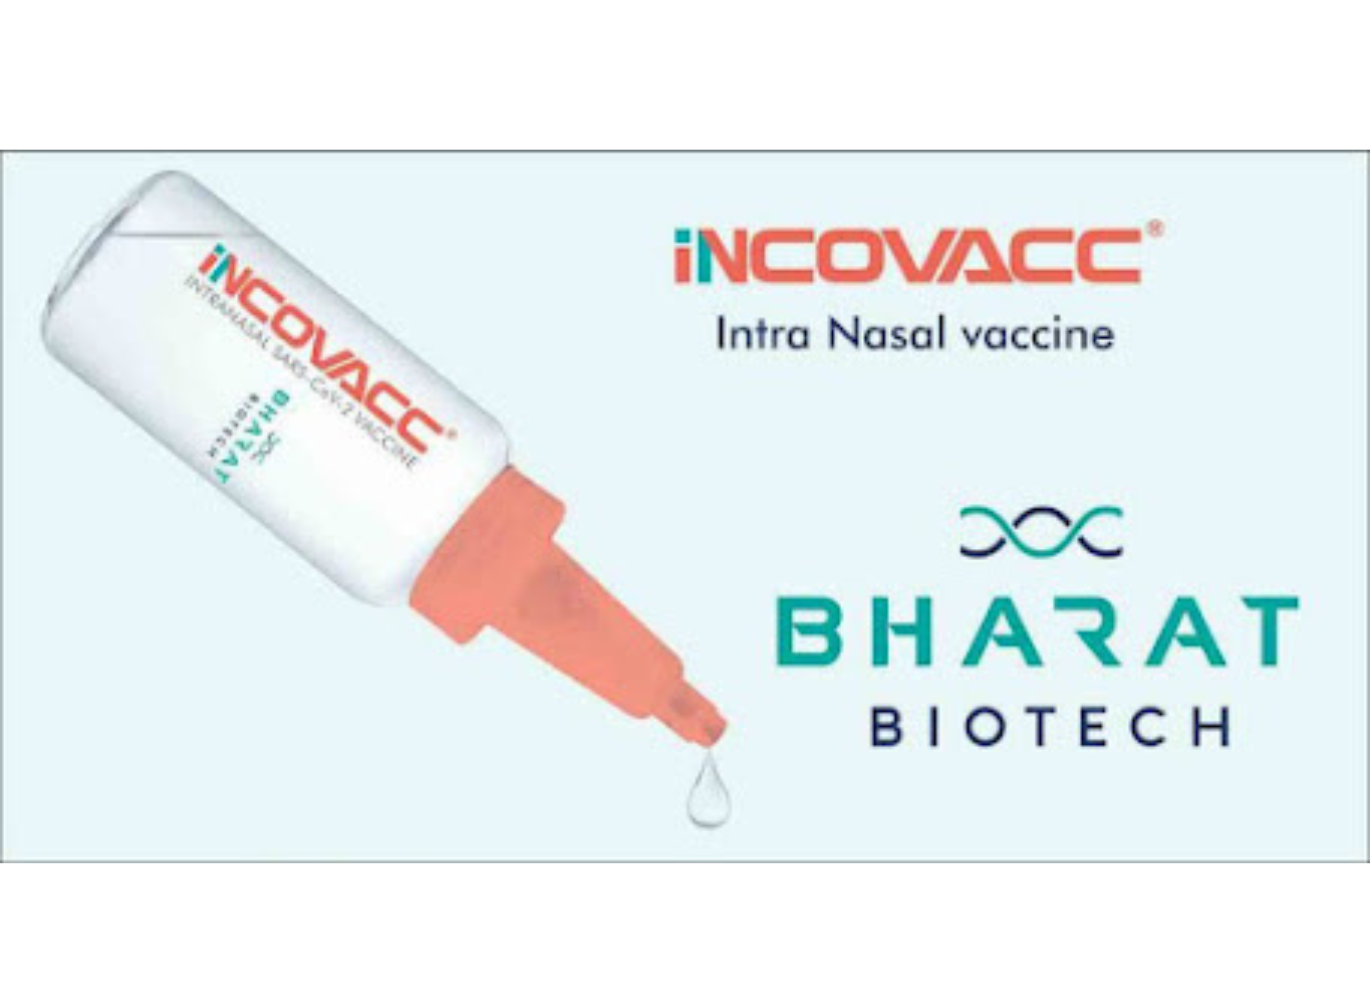 iNCOVACC®
INTRANASAL SARS-CoV-2 VACCINE
BHARAT
BIOTECH
iNCOVACC®
Intra Nasal vaccine
BHARAT
BIOTECH